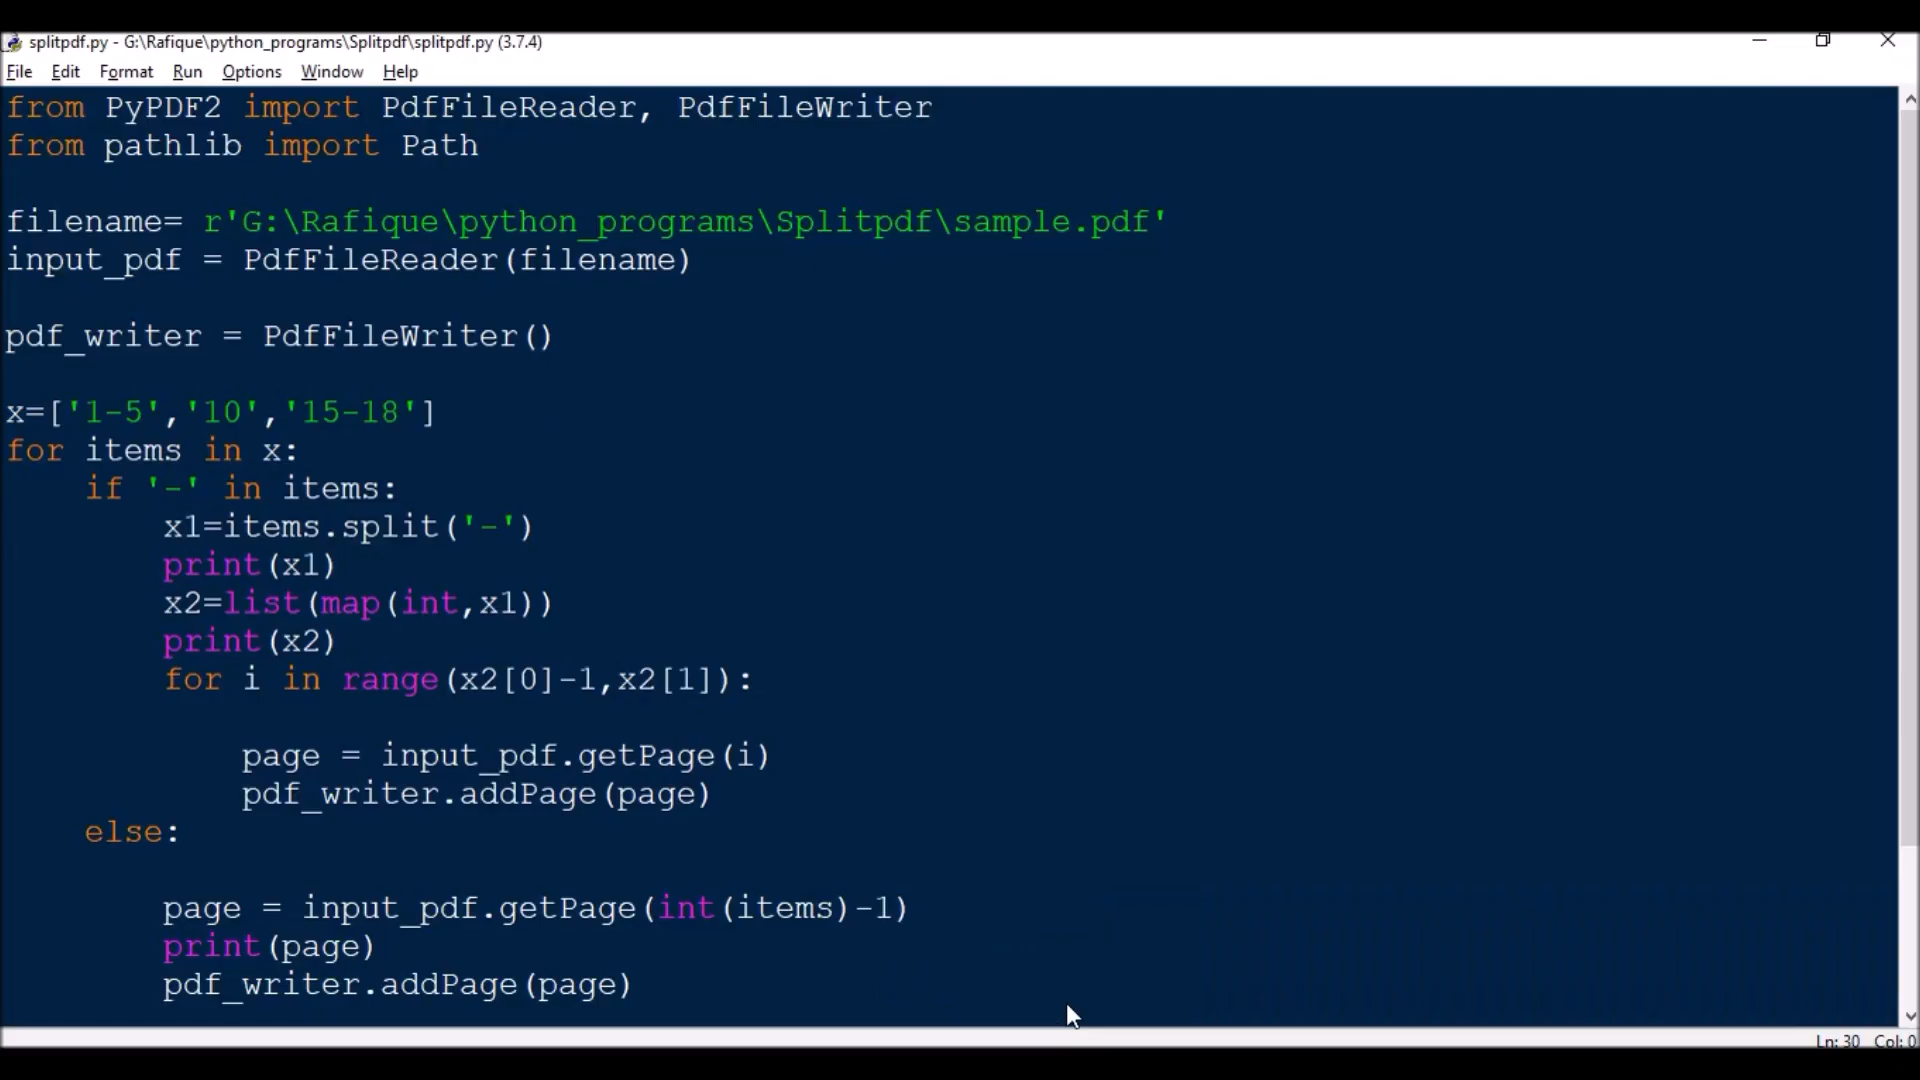 splitpdf.py - G:\Rafique\python_programs\Splitpdf\splitpdf.py (3.7.4)
File Edit Format Run Options Window Help
from PyPDF2 import PdfFileReader, PdfFileWriter
from pathlib import Path
filename= r'G:\Rafique\python_programs\Splitpdf\sample.pdf'
input_pdf = PdfFileReader(filename)
pdf_writer = PdfFileWriter()
x=['1-5','10','15-18']
for items in x:
    if '-' in items:
        x1=items.split('-')
        print(x1)
        x2=list(map(int,x1))
        print(x2)
        for i in range(x2[0]-1,x2[1]):
            page = input_pdf.getPage(i)
            pdf_writer.addPage(page)
    else:
        page = input_pdf.getPage(int(items)-1)
        print(page)
        pdf_writer.addPage(page)
Ln: 30 Col: 0